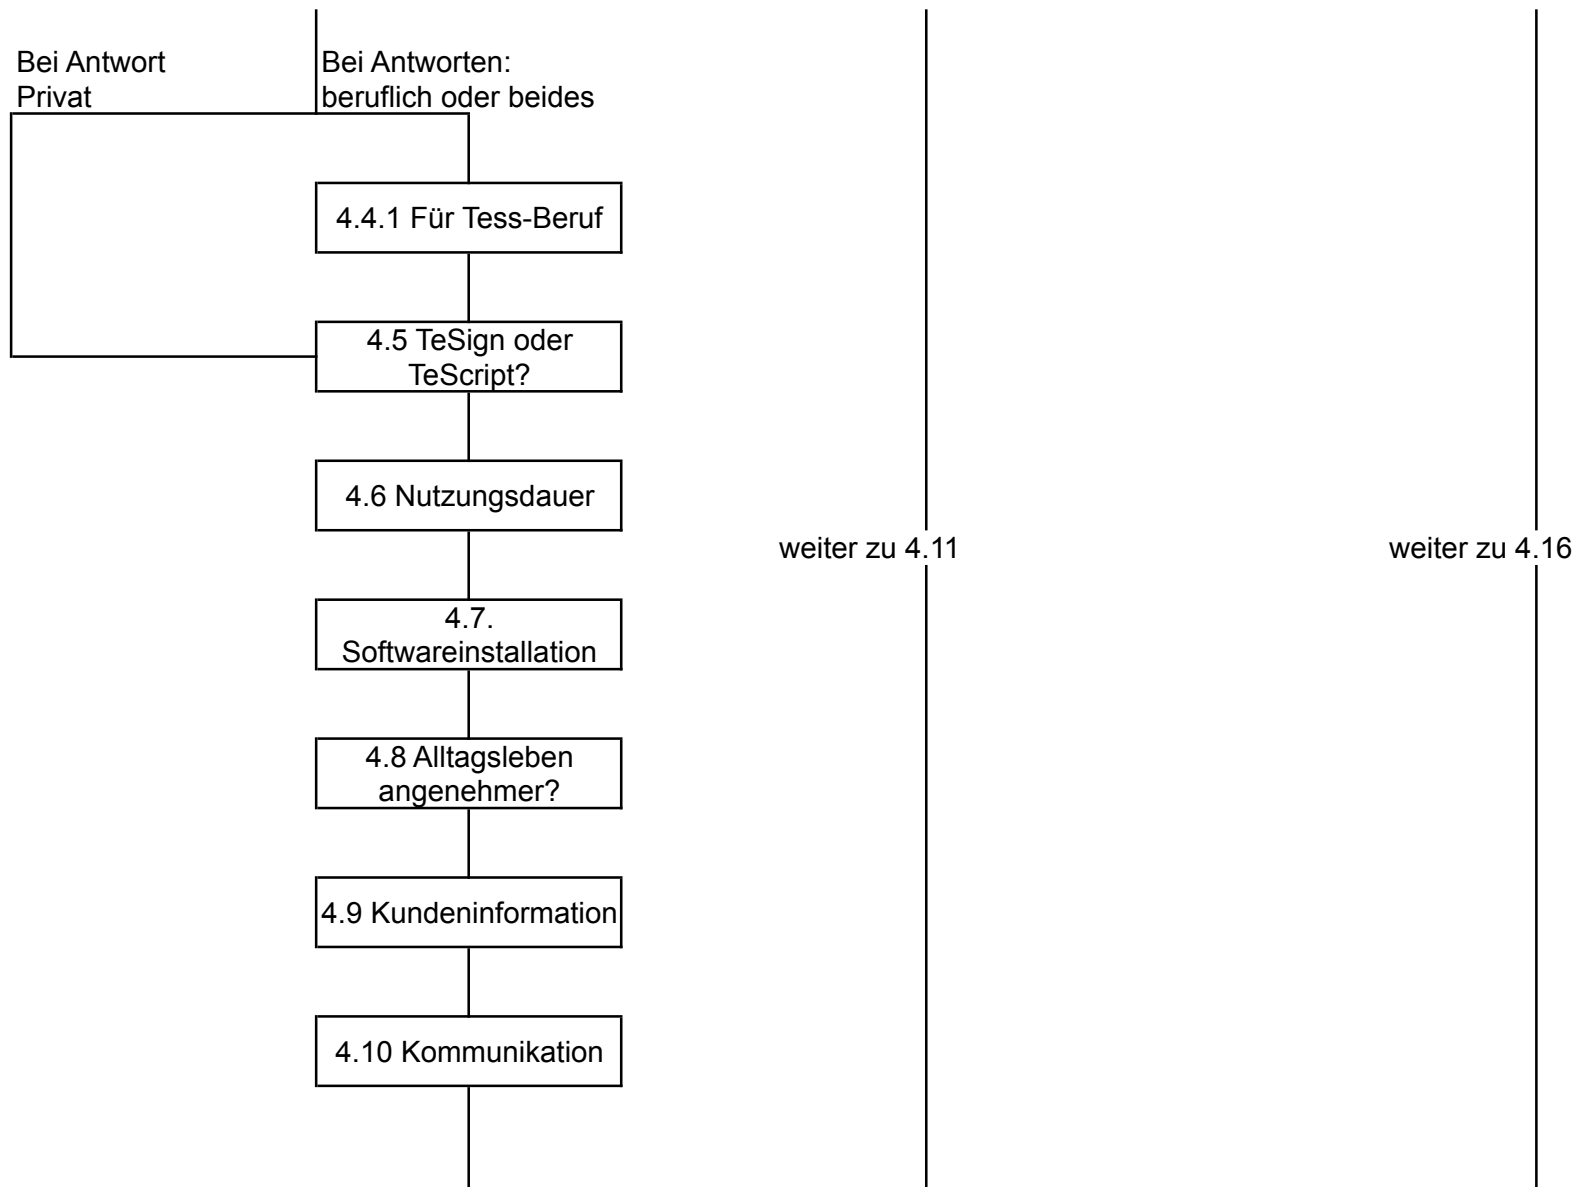 Bei Antwort
Privat
Bei Antworten:
beruflich oder beides
4.4.1 Für Tess-Beruf
4.5 TeSign oder
TeScript?
4.6 Nutzungsdauer
weiter zu 4.11
weiter zu 4.16
4.7.
Softwareinstallation
4.8 Alltagsleben
angenehmer?
4.9 Kundeninformation
4.10 Kommunikation